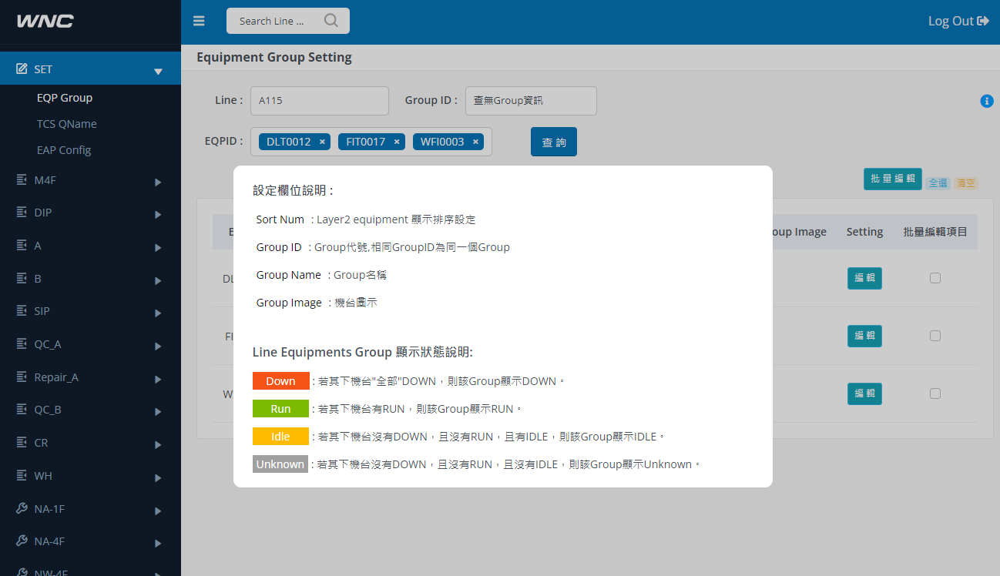 WNC
Search Line ...
Log Out
SET
EQP Group
TCS QName
EAP Config
M4F
DIP
A
B
SIP
QC_A
Repair_A
QC_B
CR
WH
NA-1F
NA-4F
NW-4F
Equipment Group Setting
Line : A115 Group ID : 查無Group資訊
EQPID : DLT0012 × FIT0017 × WFI0003 × 查 詢
批 量 編 輯 全選 清空
oup Image Setting 批量編輯項目
編 輯
編 輯
編 輯
設定欄位說明 :
Sort Num : Layer2 equipment 顯示排序設定
Group ID : Group代號,相同GroupID為同一個Group
Group Name : Group名稱
Group Image : 機台圖示
Line Equipments Group 顯示狀態說明:
Down : 若其下機台"全部"DOWN，則該Group顯示DOWN。
Run : 若其下機台有RUN，則該Group顯示RUN。
Idle : 若其下機台沒有DOWN，且沒有RUN，且有IDLE，則該Group顯示IDLE。
Unknown : 若其下機台沒有DOWN，且沒有RUN，且沒有IDLE，則該Group顯示Unknown。